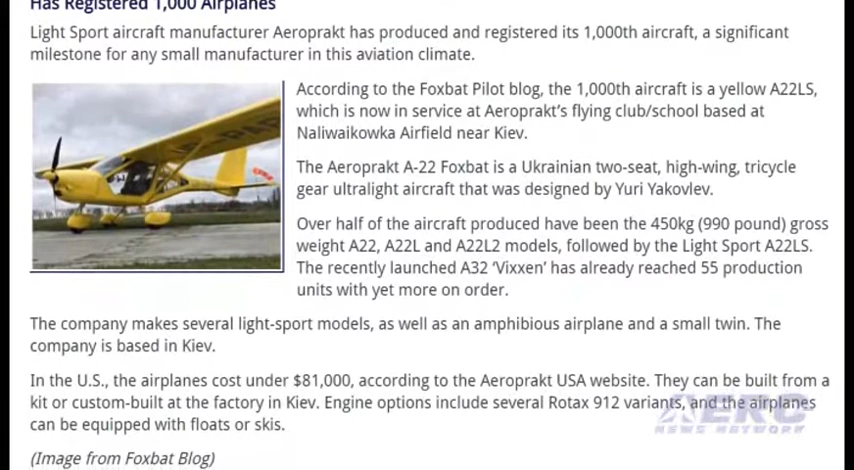 Has Registered 1,000 Airplanes
Light Sport aircraft manufacturer Aeroprakt has produced and registered its 1,000th aircraft, a significant
milestone for any small manufacturer in this aviation climate.
According to the Foxbat Pilot blog, the 1,000th aircraft is a yellow A22LS,
which is now in service at Aeroprakt's flying club/school based at
Naliwaikowka Airfield near Kiev.
The Aeroprakt A-22 Foxbat is a Ukrainian two-seat, high-wing, tricycle
gear ultralight aircraft that was designed by Yuri Yakovlev.
Over half of the aircraft produced have been the 450kg (990 pound) gross
weight A22, A22L and A22L2 models, followed by the Light Sport A22LS.
The recently launched A32 'Vixxen' has already reached 55 production
units with yet more on order.
The company makes several light-sport models, as well as an amphibious airplane and a small twin. The
company is based in Kiev.
In the U.S., the airplanes cost under $81,000, according to the Aeroprakt USA website. They can be built from a
kit or custom-built at the factory in Kiev. Engine options include several Rotax 912 variants, and the airplanes
can be equipped with floats or skis.
NEWS NETWORK
(Image from Foxbat Blog)